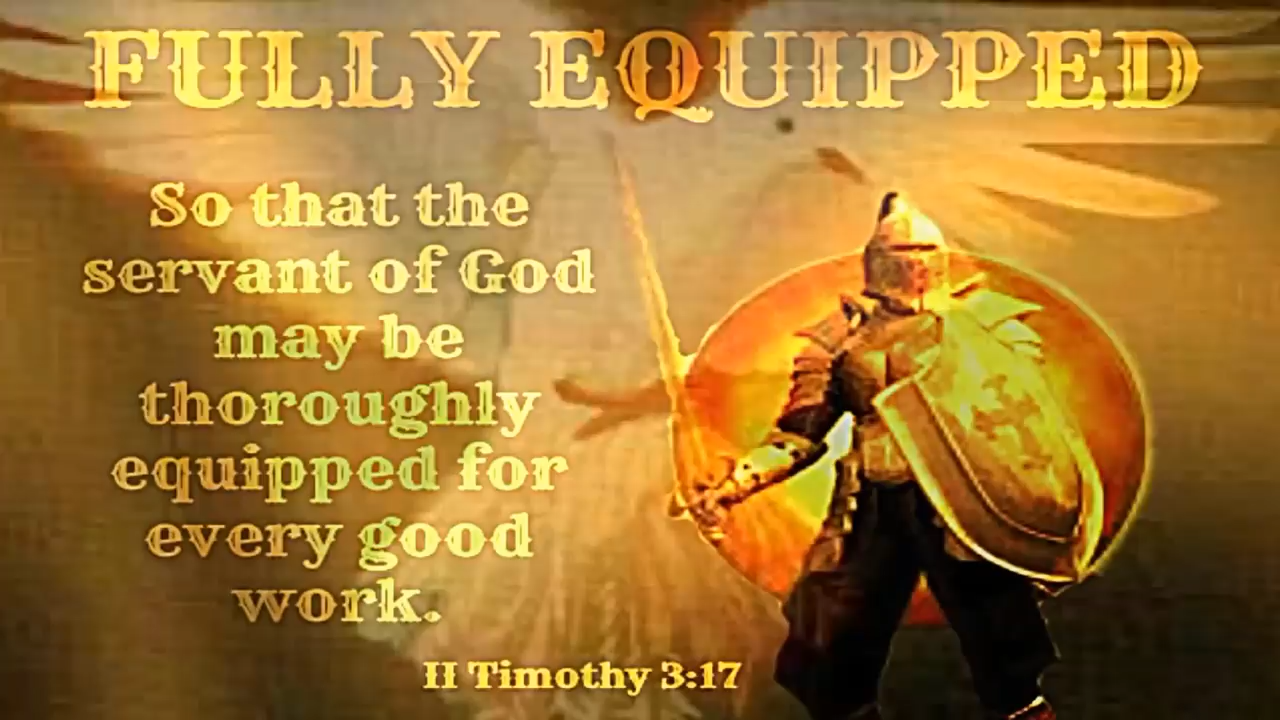 FULLY EQUIPPED
So that the
servant of God
may be
thoroughly
equipped for
every good
work.
II Timothy 3:17